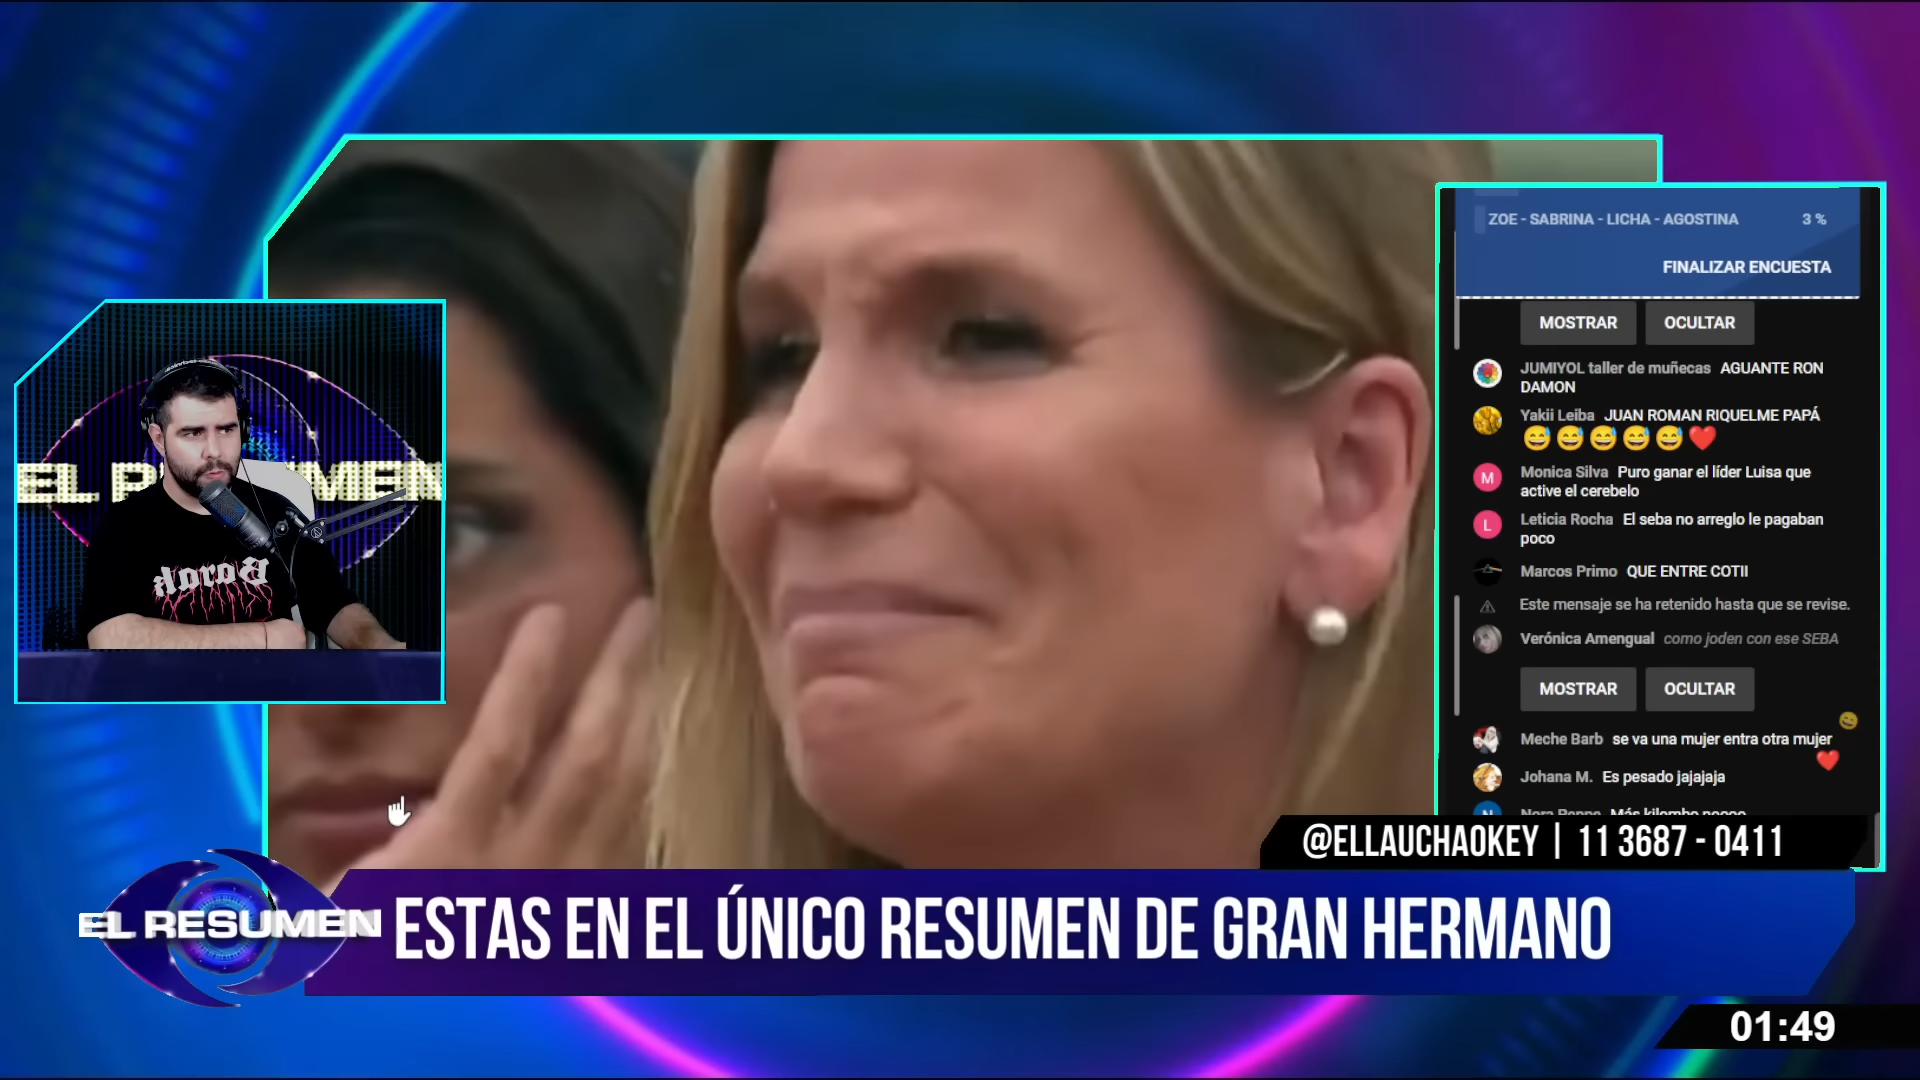 ZOE - SABRINA - LICHA - AGOSTINA 3 %
FINALIZAR ENCUESTA
MOSTRAR OCULTAR
JUMIYOL taller de muñecas AGUANTE RON
DAMON
Yakii Leiba JUAN ROMAN RIQUELME PAPÁ
😅😅😅😅😅❤️
Monica Silva Puro ganar el líder Luisa que
active el cerebelo
Leticia Rocha El seba no arreglo le pagaban
poco
Marcos Primo QUE ENTRE COTII
Este mensaje se ha retenido hasta que se revise.
Verónica Amengual como joden con ese SEBA
MOSTRAR OCULTAR
Meche Barb se va una mujer entra otra mujer
Johana M. Es pesado jajajaja
@ELLAUCHAOKEY | 11 3687 - 0411
EL RESUMEN
ESTAS EN EL ÚNICO RESUMEN DE GRAN HERMANO
01:49